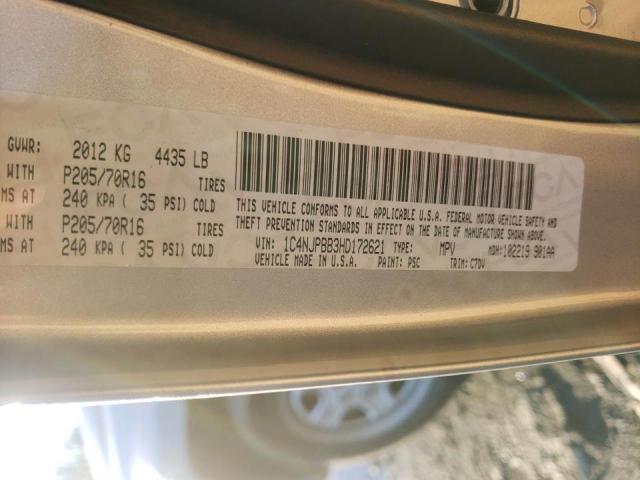 GVWR: 2012 KG 4435 LB
WITH P205/70R16 TIRES
MS AT 240 KPA ( 35 PSI) COLD
WITH P205/70R16 TIRES
MS AT 240 KPA ( 35 PSI) COLD
THIS VEHICLE CONFORMS TO ALL APPLICABLE U.S.A. FEDERAL MOTOR VEHICLE SAFETY AND
THEFT PREVENTION STANDARDS IN EFFECT ON THE DATE OF MANUFACTURE SHOWN ABOVE.
VIN: 1C4NJPBB3HD172621 TYPE: MPV MDH: 102219 901AA
VEHICLE MADE IN U.S.A. PAINT: PSC TRIM: C7DV